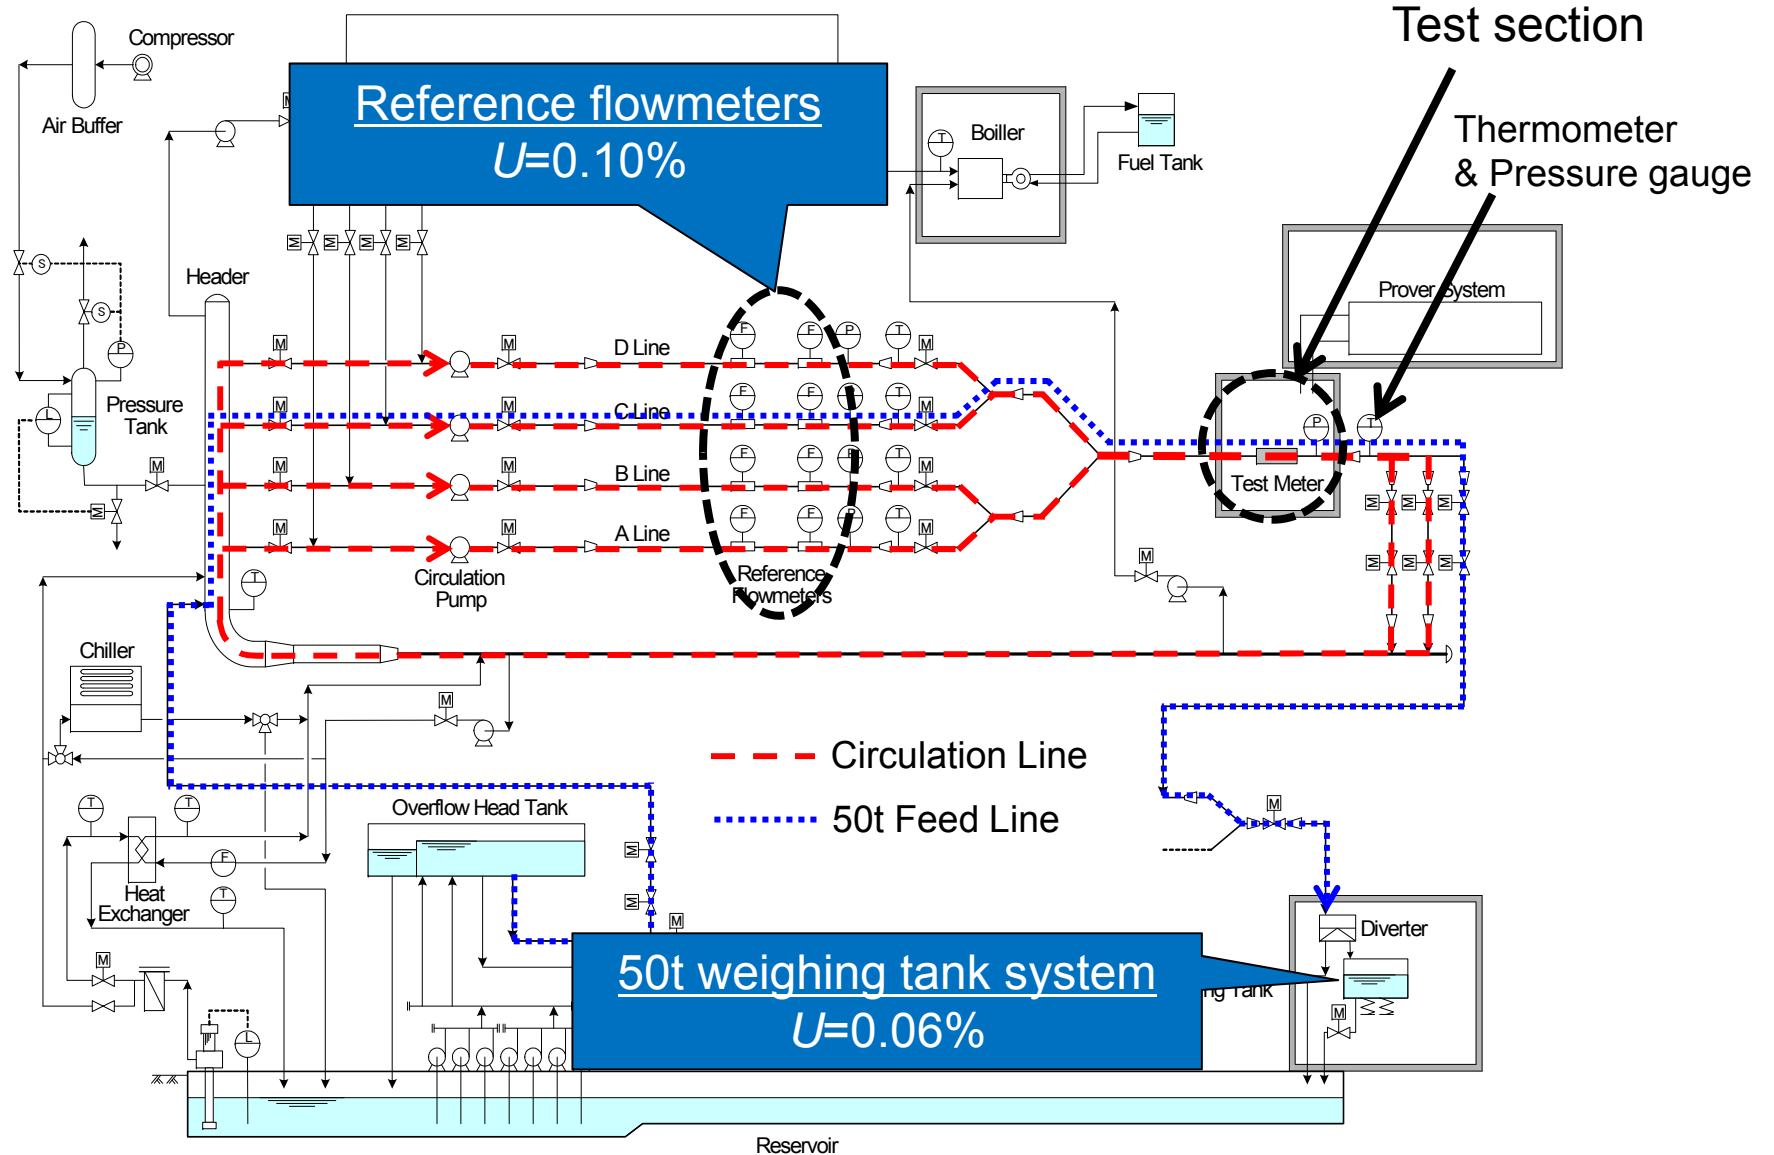 Test section
Compressor
Air Buffer
Reference flowmeters
U=0.10%
Boiller
Fuel Tank
Thermometer
& Pressure gauge
T
M
M
M
M
M
S
S
P
Header
Prover System
L
Pressure
Tank
M
M
M
D Line
F
F
P
T
M
M
M
C Line
F
F
P
T
M
M
M
B Line
F
F
P
T
M
M
M
A Line
F
F
P
T
M
P
T
Test Meter
M
M
M
M
M
M
Circulation
Pump
Reference
Flowmeters
M
T
Chiller
M
Circulation Line
50t Feed Line
T
T
Overflow Head Tank
M
M
M
M
Heat
Exchanger
F
T
M
L
50t weighing tank system
U=0.06%
ng Tank
Diverter
M
Reservoir